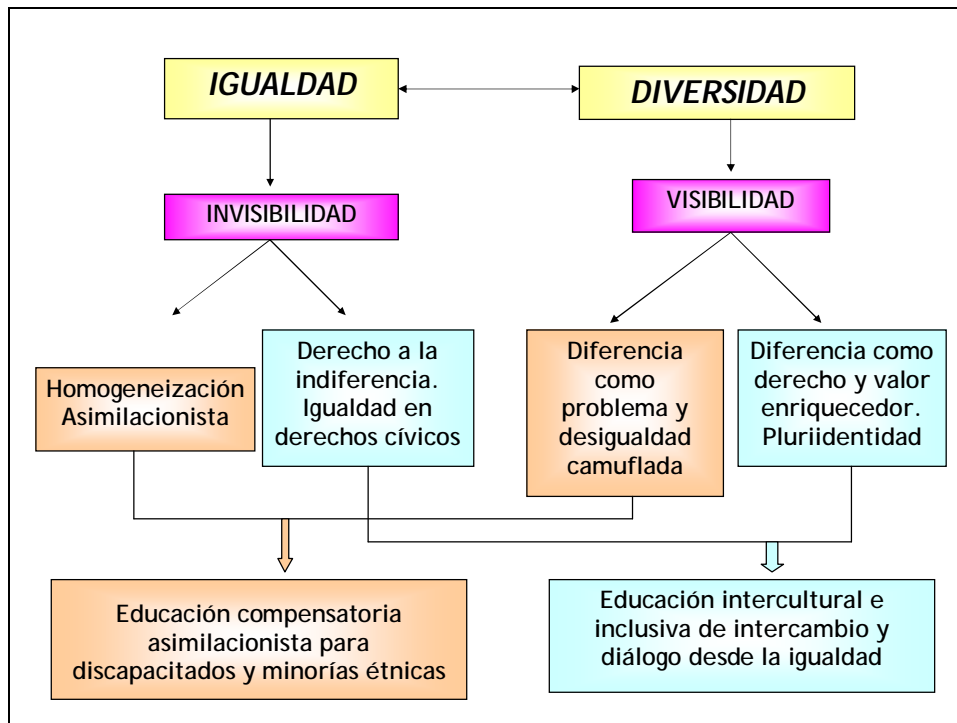 IGUALDAD
DIVERSIDAD
INVISIBILIDAD
VISIBILIDAD
Homogeneización
Asimilacionista
Derecho a la
indiferencia.
Igualdad en
derechos cívicos
Diferencia
como
problema y
desigualdad
camuflada
Diferencia como
derecho y valor
enriquecedor.
Pluriidentidad
Educación compensatoria
asimilacionista para
discapacitados y minorías étnicas
Educación intercultural e
inclusiva de intercambio y
diálogo desde la igualdad